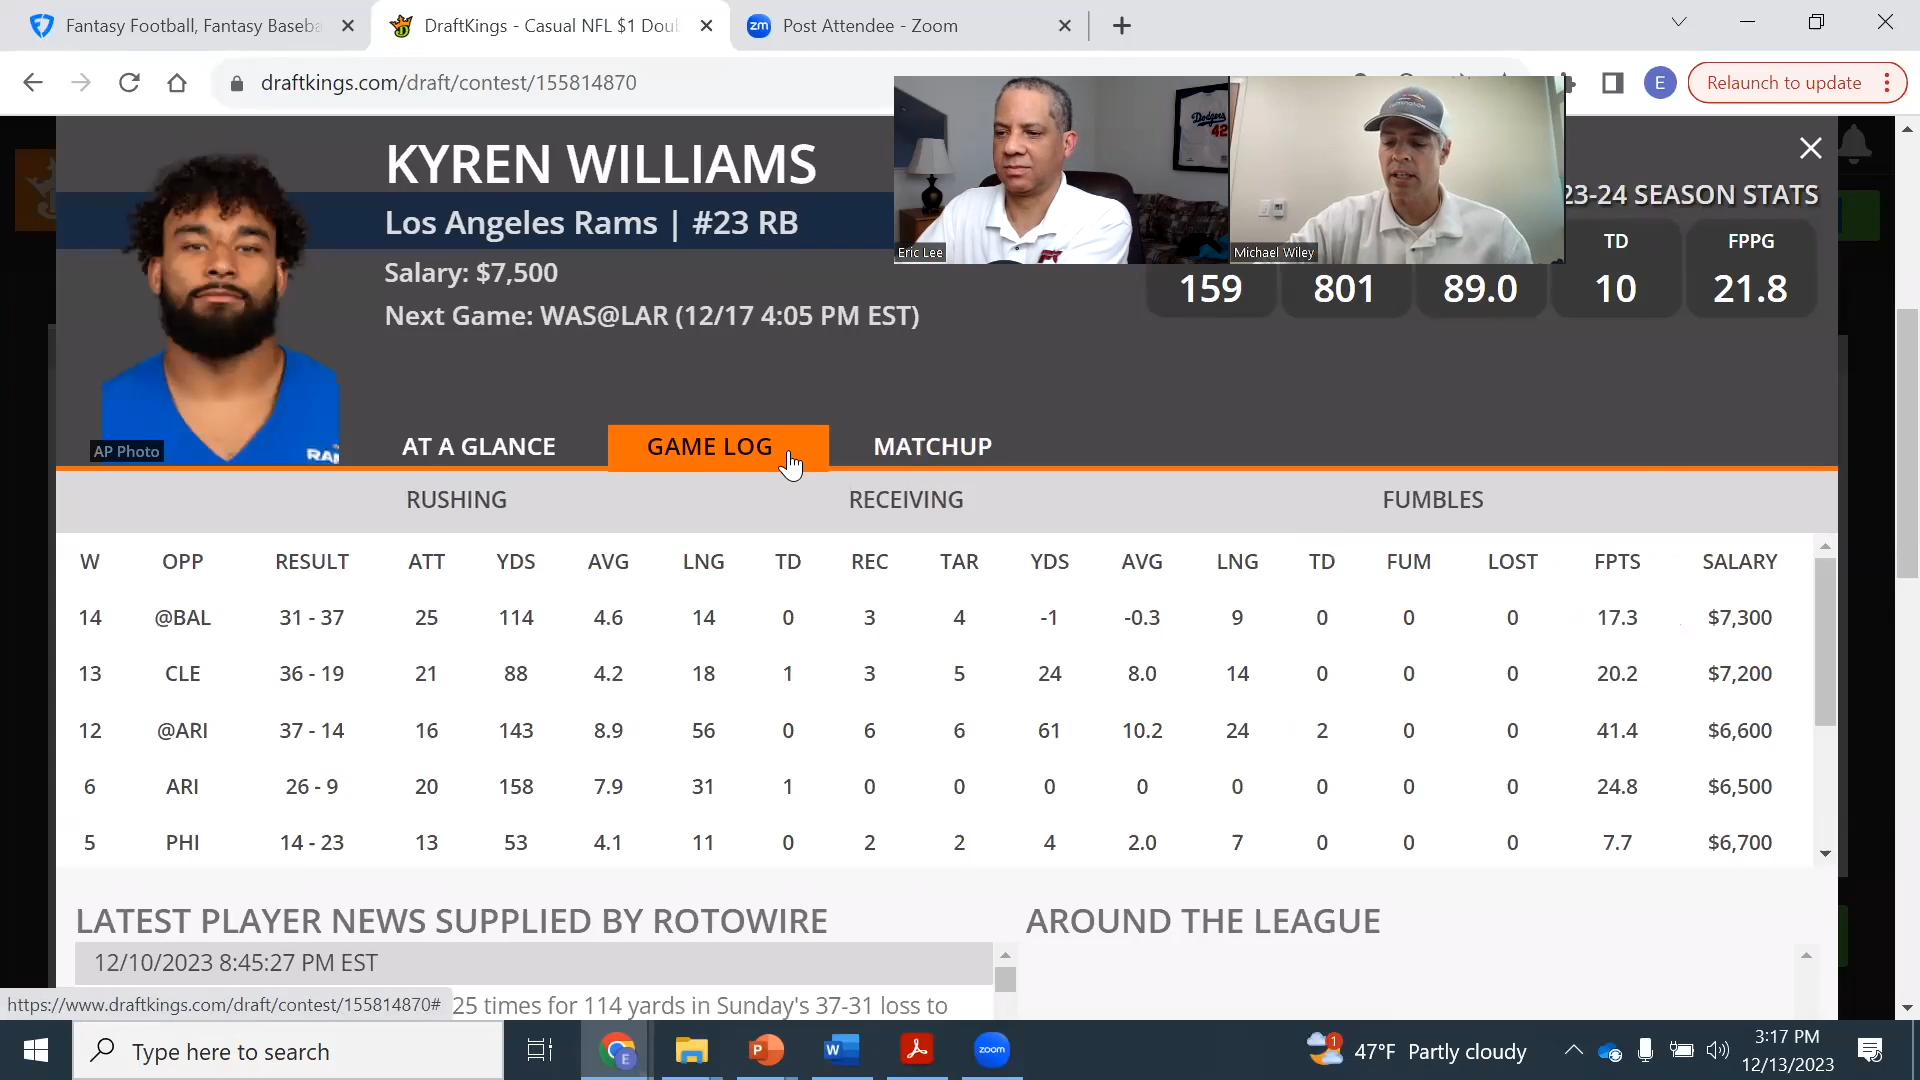 Fantasy Football, Fantasy Baseba
DraftKings - Casual NFL $1 Doul
zm Post Attendee - Zoom
draftkings.com/draft/contest/155814870
E
Relaunch to update
KYREN WILLIAMS
Los Angeles Rams | #23 RB
Salary: $7,500
Next Game: WAS@LAR (12/17 4:05 PM EST)
Dodgers
42
Eric Lee
Michael Wiley
23-24 SEASON STATS
TD FPPG
159 801 89.0 10 21.8
AP Photo
RA
AT A GLANCE GAME LOG MATCHUP
RUSHING RECEIVING FUMBLES
W OPP RESULT ATT YDS AVG LNG TD REC TAR YDS AVG LNG TD FUM LOST FPTS SALARY
14 @BAL 31 - 37 25 114 4.6 14 0 3 4 -1 -0.3 9 0 0 0 17.3 $7,300
13 CLE 36 - 19 21 88 4.2 18 1 3 5 24 8.0 14 0 0 0 20.2 $7,200
12 @ARI 37 - 14 16 143 8.9 56 0 6 6 61 10.2 24 2 0 0 41.4 $6,600
6 ARI 26 - 9 20 158 7.9 31 1 0 0 0 0 0 0 0 0 24.8 $6,500
5 PHI 14 - 23 13 53 4.1 11 0 2 2 4 2.0 7 0 0 0 7.7 $6,700
LATEST PLAYER NEWS SUPPLIED BY ROTOWIRE
AROUND THE LEAGUE
12/10/2023 8:45:27 PM EST
25 times for 114 yards in Sunday's 37-31 loss to
https://www.draftkings.com/draft/contest/155814870#
Type here to search
E
zoom
1
47°F Partly cloudy
3:17 PM
12/13/2023